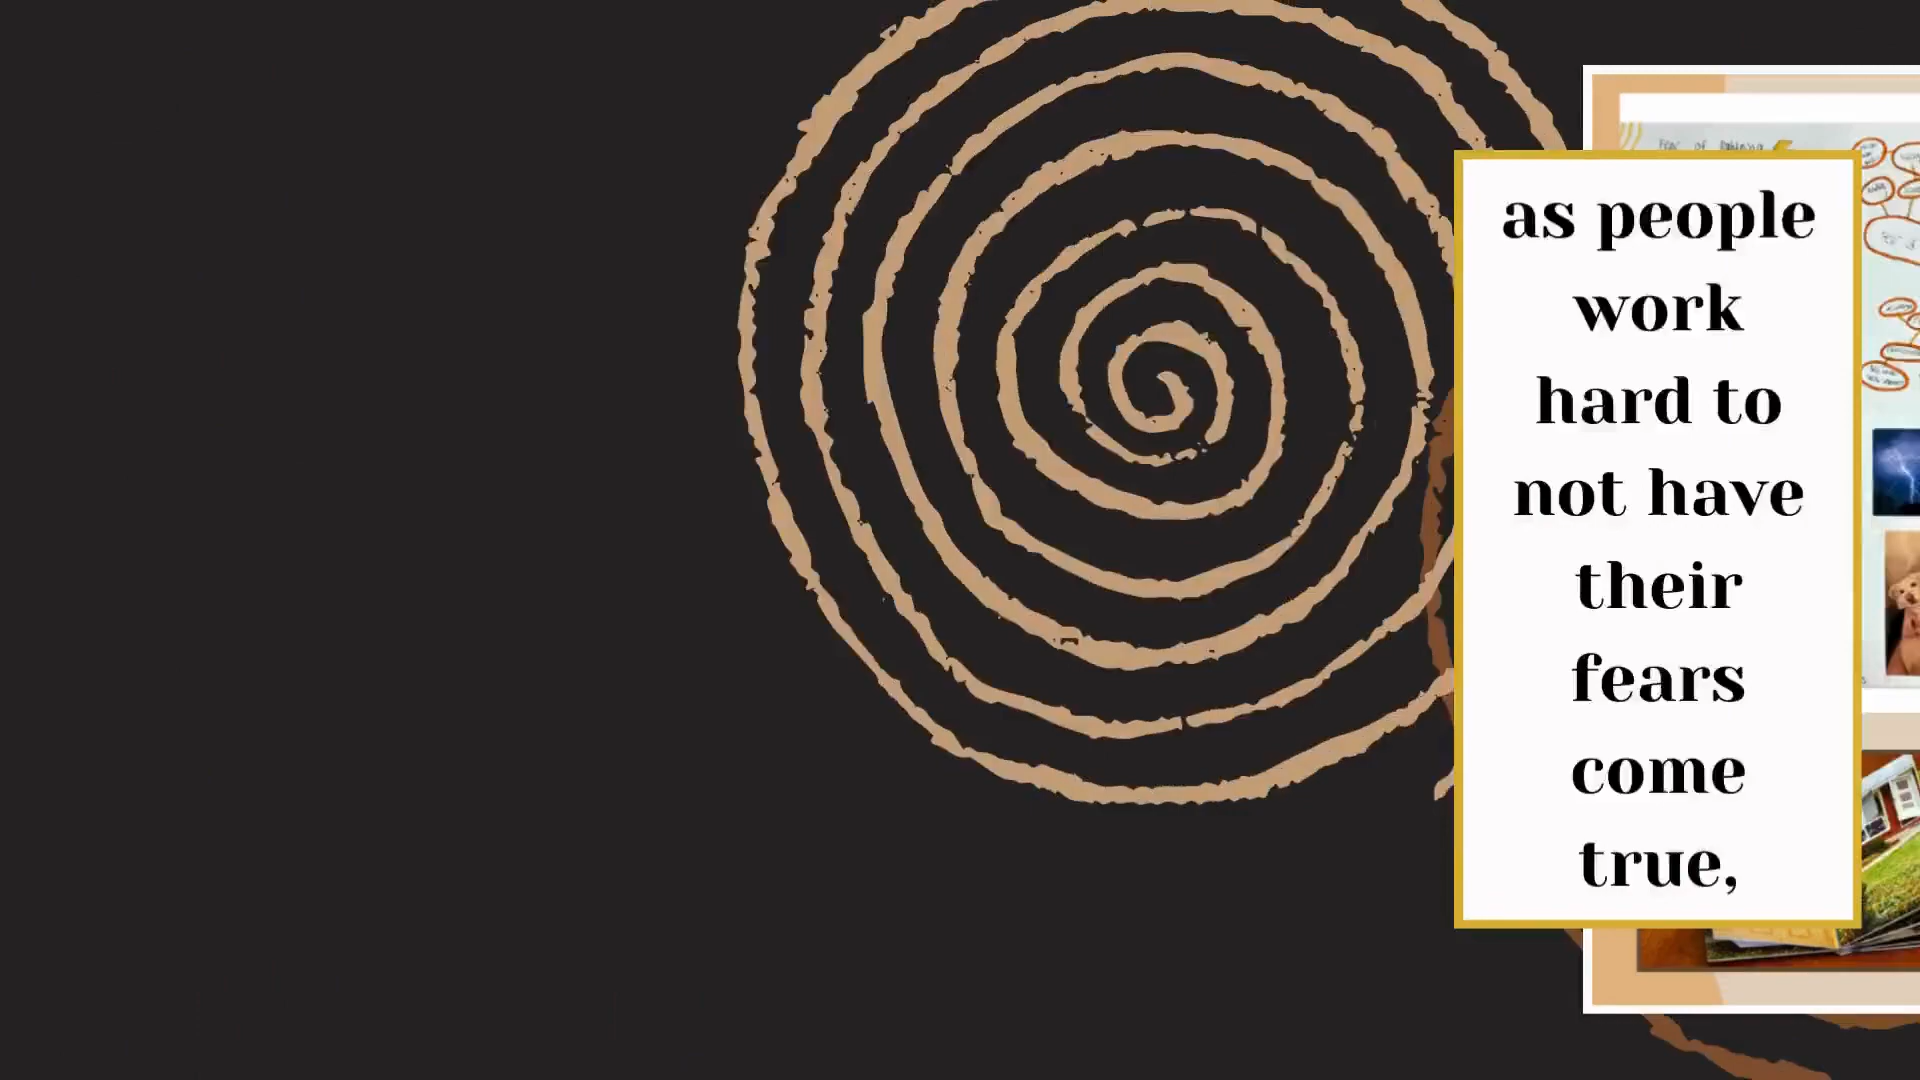 as people
work
hard to
not have
their
fears
come
true,